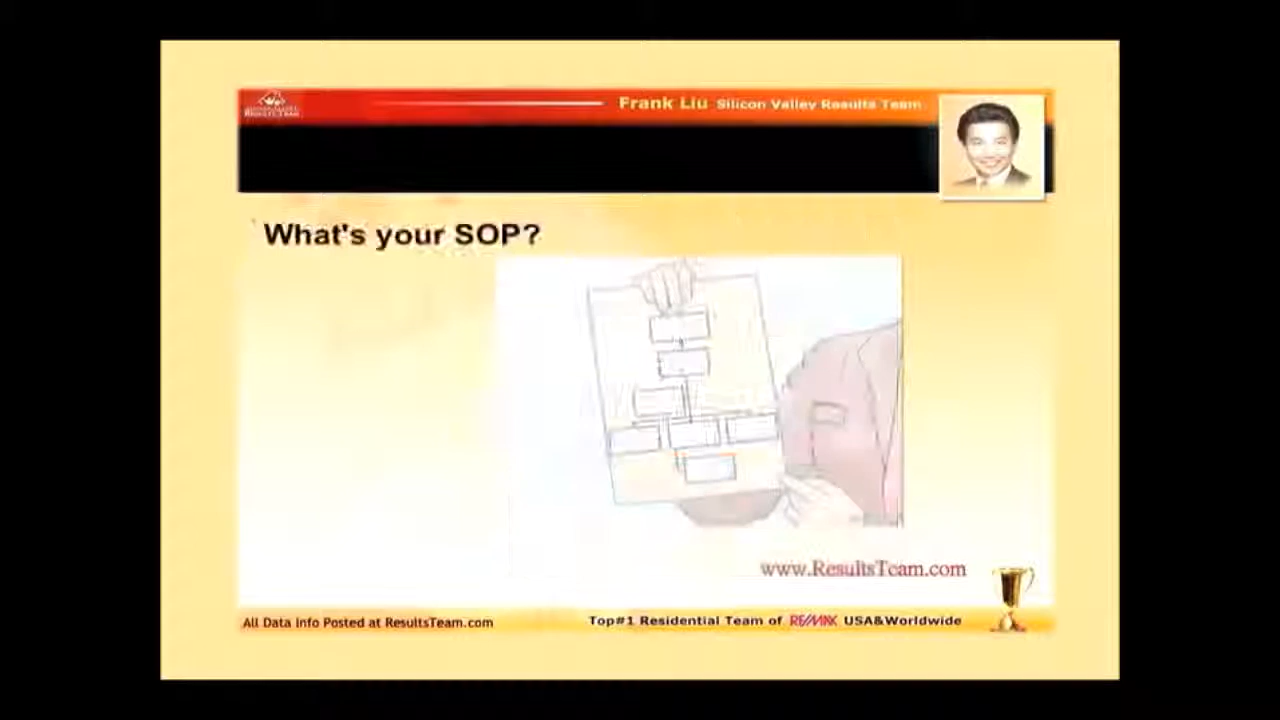 Frank Liu Silicon Valley Results Team
What's your SOP?
www.ResultsTeam.com
All Data Info Posted at ResultsTeam.com
Top#1 Residential Team of RE/MAX USA&Worldwide